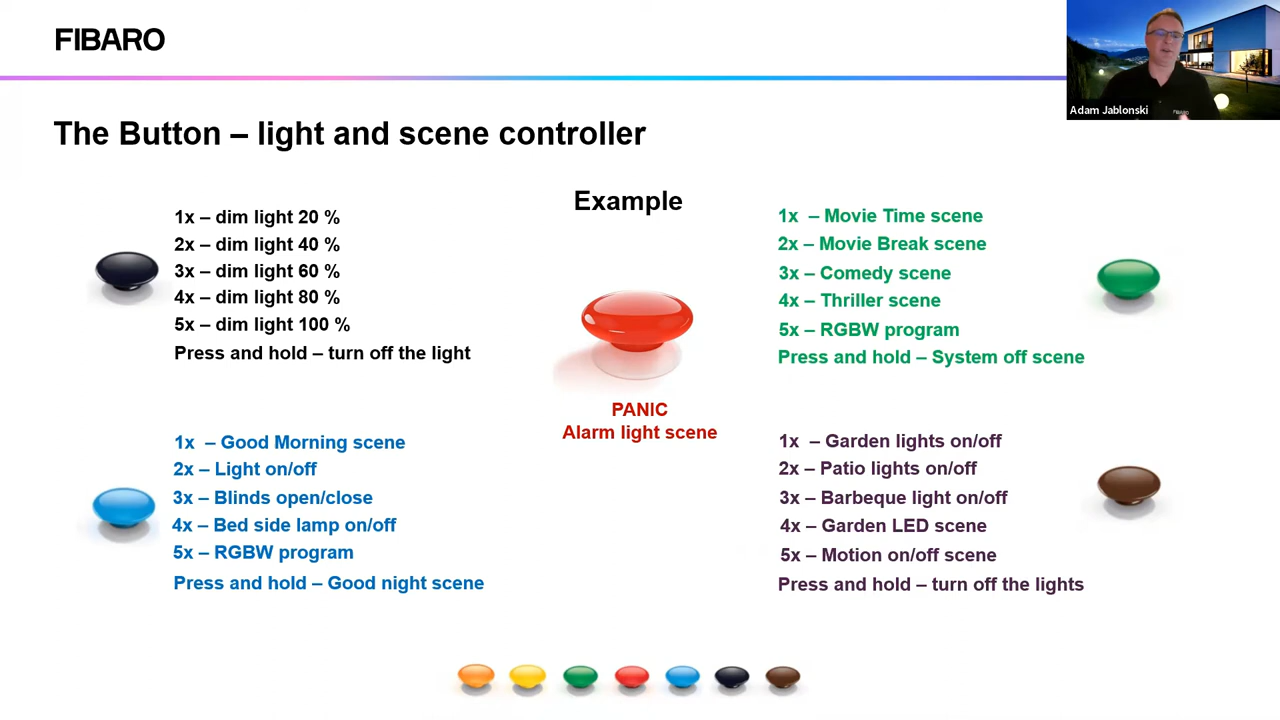 FIBARO
Adam Jablonski
The Button – light and scene controller
Example
1x – dim light 20 %
2x – dim light 40 %
3x – dim light 60 %
4x – dim light 80 %
5x – dim light 100 %
Press and hold – turn off the light
PANIC
Alarm light scene
1x – Movie Time scene
2x – Movie Break scene
3x – Comedy scene
4x – Thriller scene
5x – RGBW program
Press and hold – System off scene
1x – Good Morning scene
2x – Light on/off
3x – Blinds open/close
4x – Bed side lamp on/off
5x – RGBW program
Press and hold – Good night scene
1x – Garden lights on/off
2x – Patio lights on/off
3x – Barbeque light on/off
4x – Garden LED scene
5x – Motion on/off scene
Press and hold – turn off the lights